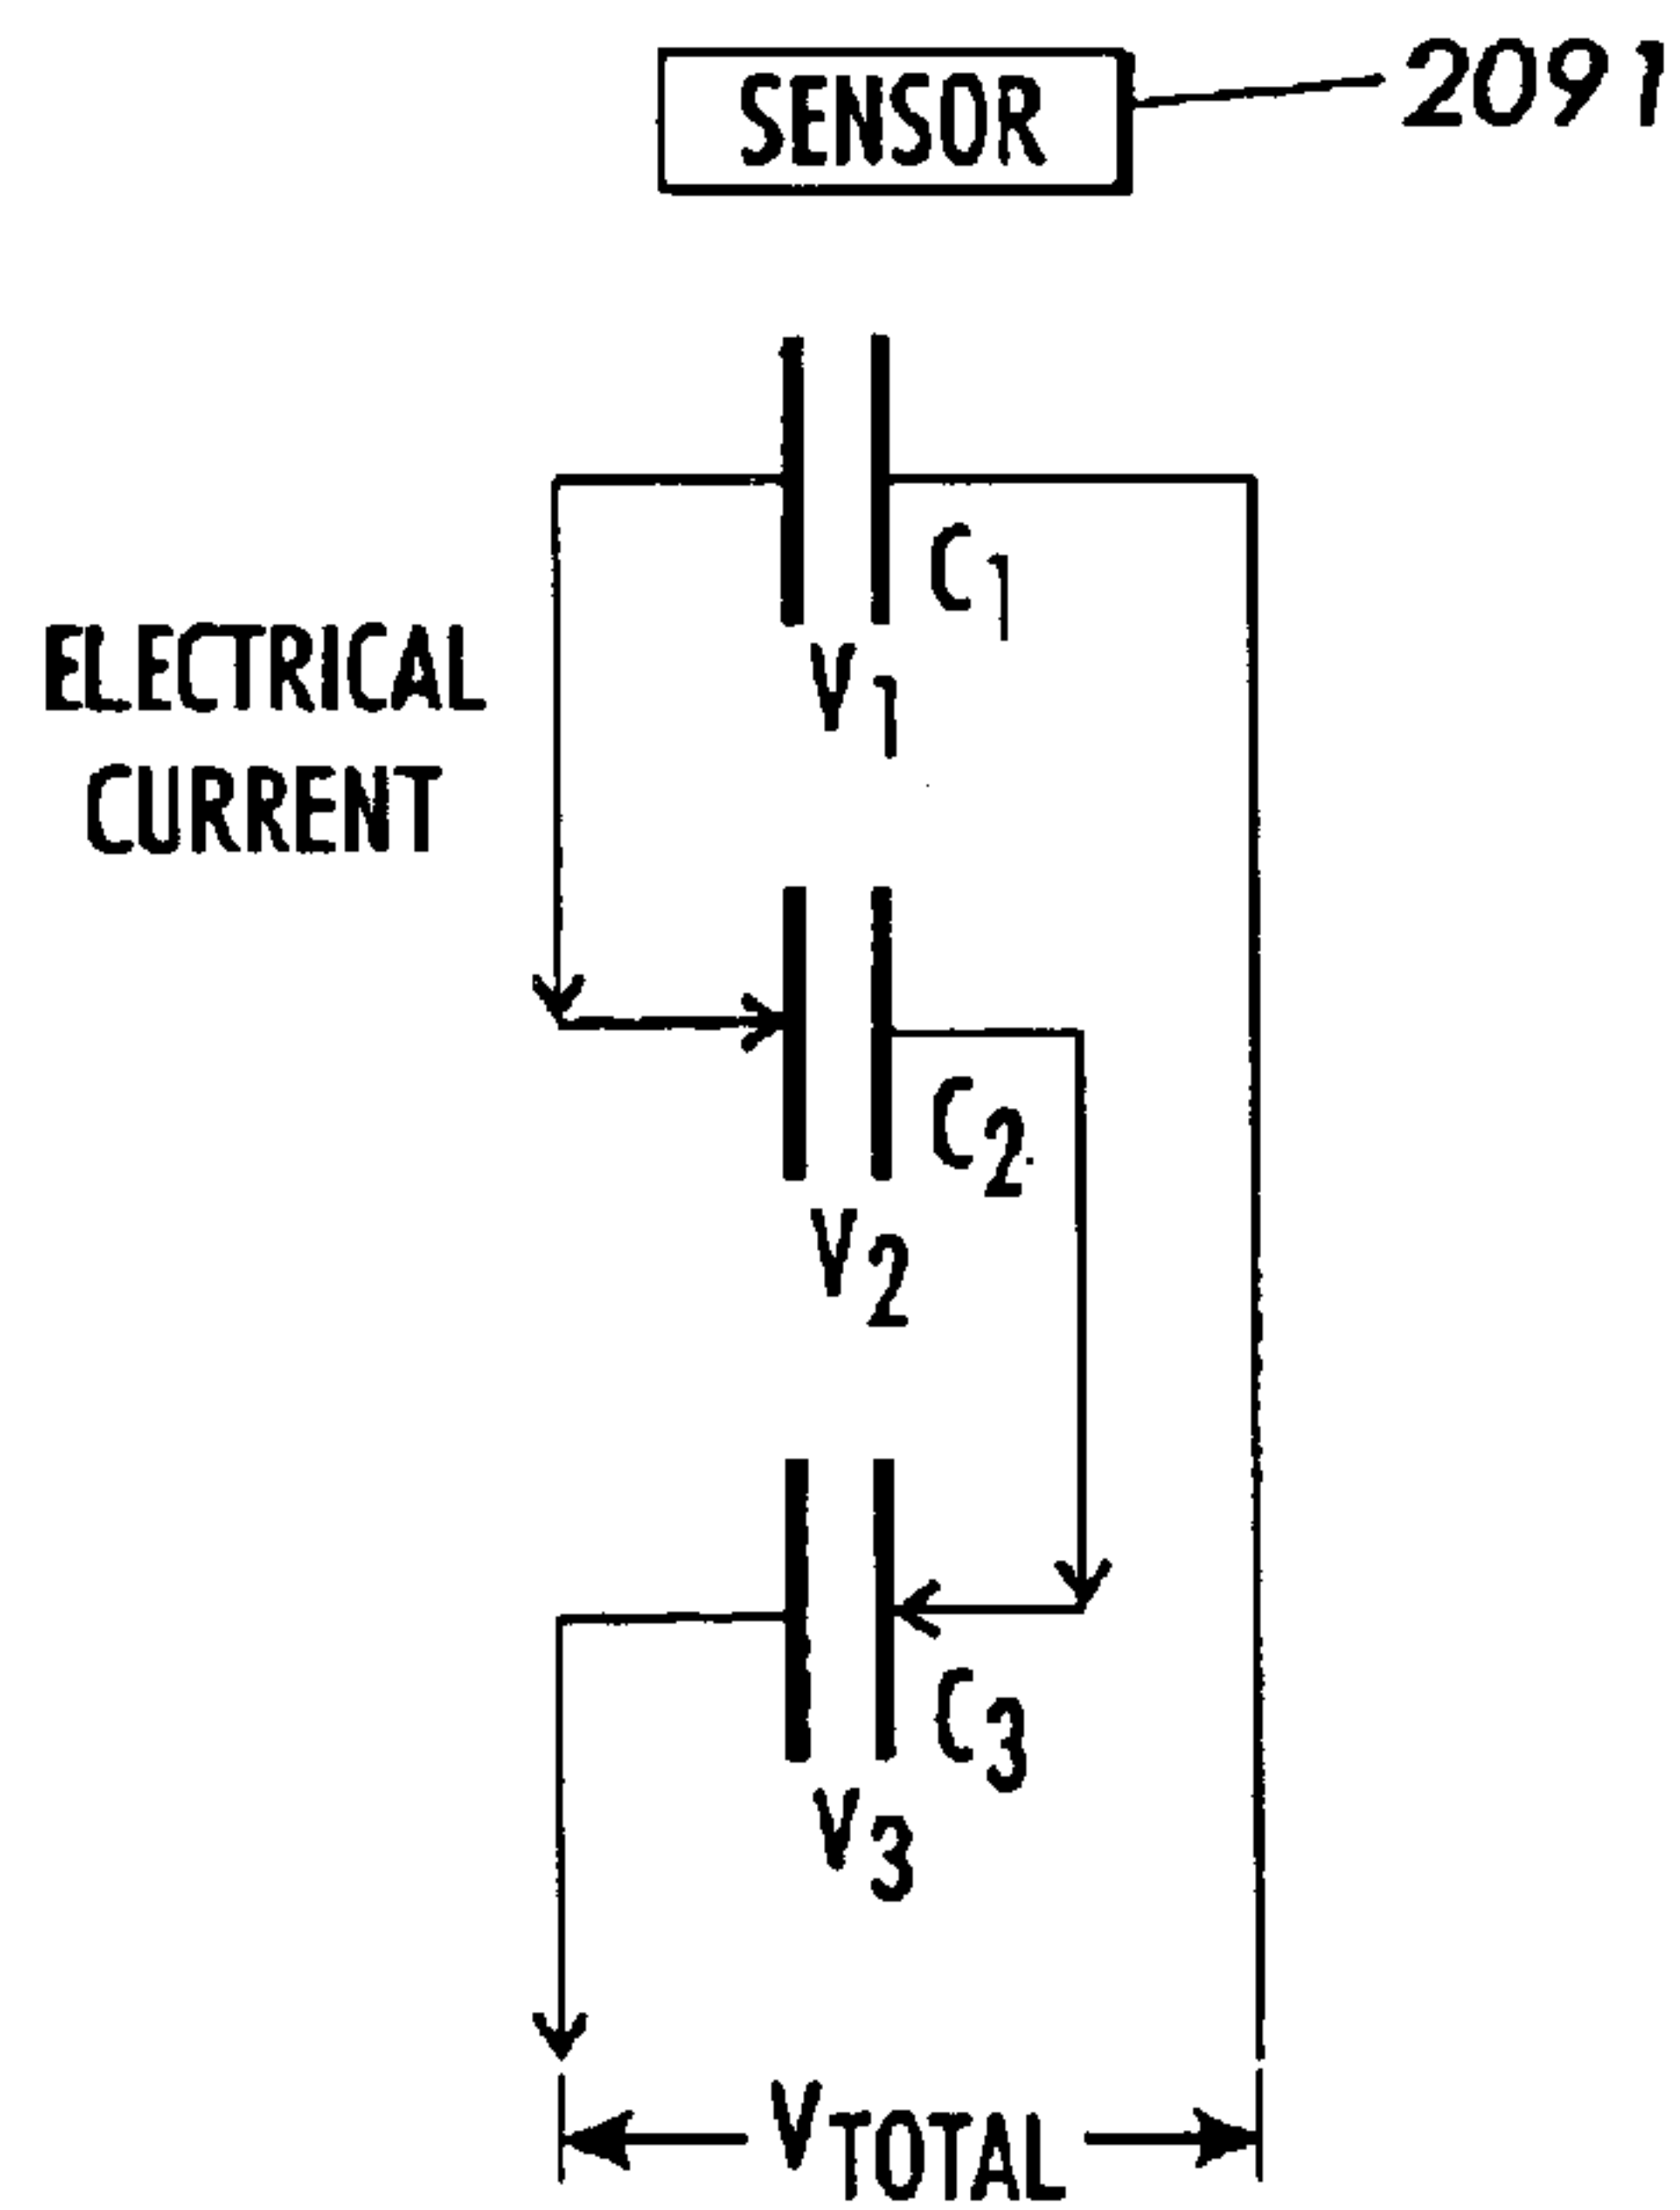 SENSOR 2091
C1
V1
ELECTRICAL
CURRENT
C2
V2
C3
V3
VTOTAL